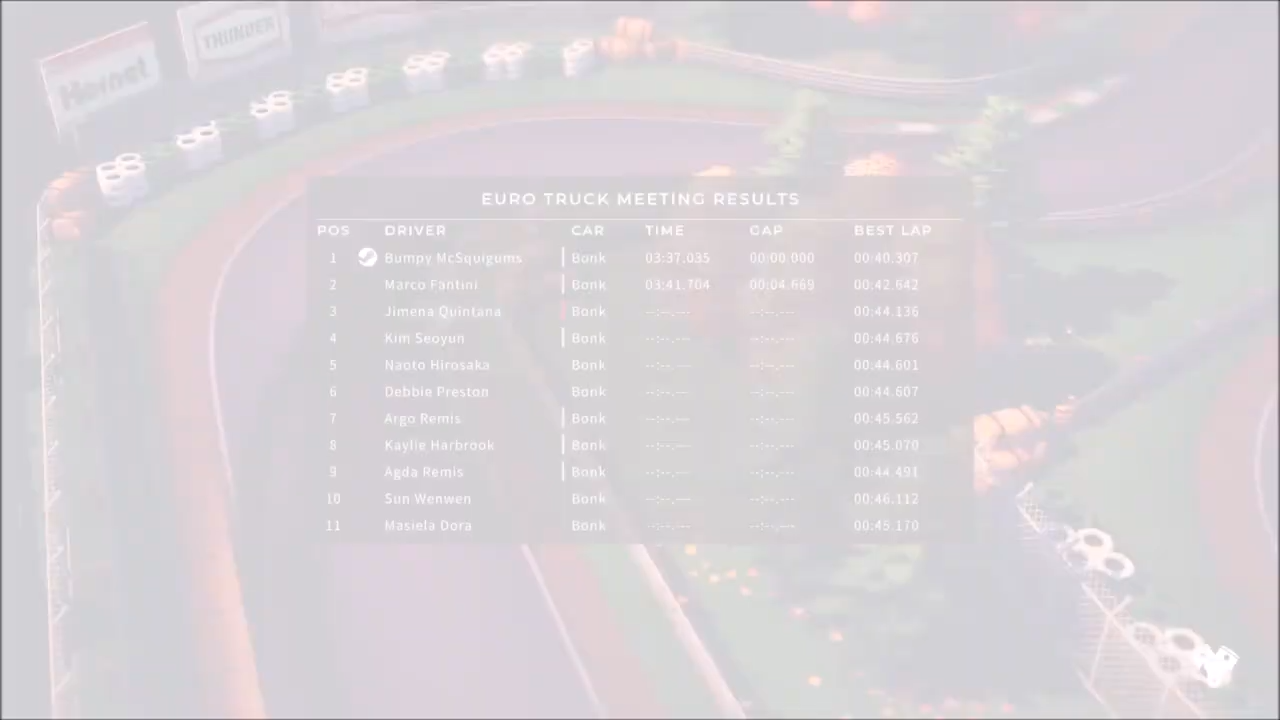 Hornet
THUNDER
EURO TRUCK MEETING RESULTS
POS DRIVER CAR TIME GAP BEST LAP
1 Bumpy McSquigums Bonk 03:37.035 00:00.000 00:40.307
2 Marco Fantini Bonk 03:41.704 00:04.669 00:42.642
3 Jimena Quintana Bonk --:--.--- --:--.--- 00:44.136
4 Kim Seoyun Bonk --:--.--- --:--.--- 00:44.676
5 Naoto Hirosaka Bonk --:--.--- --:--.--- 00:44.601
6 Debbie Preston Bonk --:--.--- --:--.--- 00:44.607
7 Argo Remis Bonk --:--.--- --:--.--- 00:45.562
8 Kaylie Harbrook Bonk --:--.--- --:--.--- 00:45.070
9 Agda Remis Bonk --:--.--- --:--.--- 00:44.491
10 Sun Wenwen Bonk --:--.--- --:--.--- 00:46.112
11 Masiela Dora Bonk --:--.--- --:--.--- 00:45.170